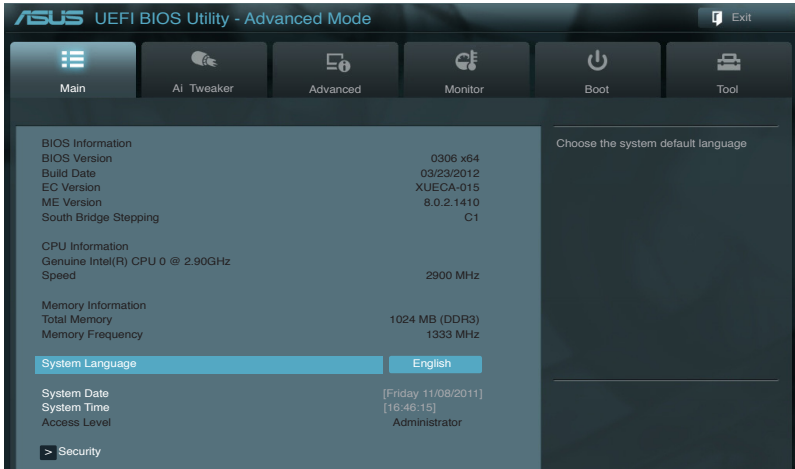 ASUS UEFI BIOS Utility - Advanced Mode Exit
Main Ai Tweaker Advanced Monitor Boot Tool
BIOS Information
BIOS Version 0306 x64
Build Date 03/23/2012
EC Version XUECA-015
ME Version 8.0.2.1410
South Bridge Stepping C1
CPU Information
Genuine Intel(R) CPU 0 @ 2.90GHz
Speed 2900 MHz
Memory Information
Total Memory 1024 MB (DDR3)
Memory Frequency 1333 MHz
System Language English
System Date [Friday 11/08/2011]
System Time [16:46:15]
Access Level Administrator
> Security
Choose the system default language